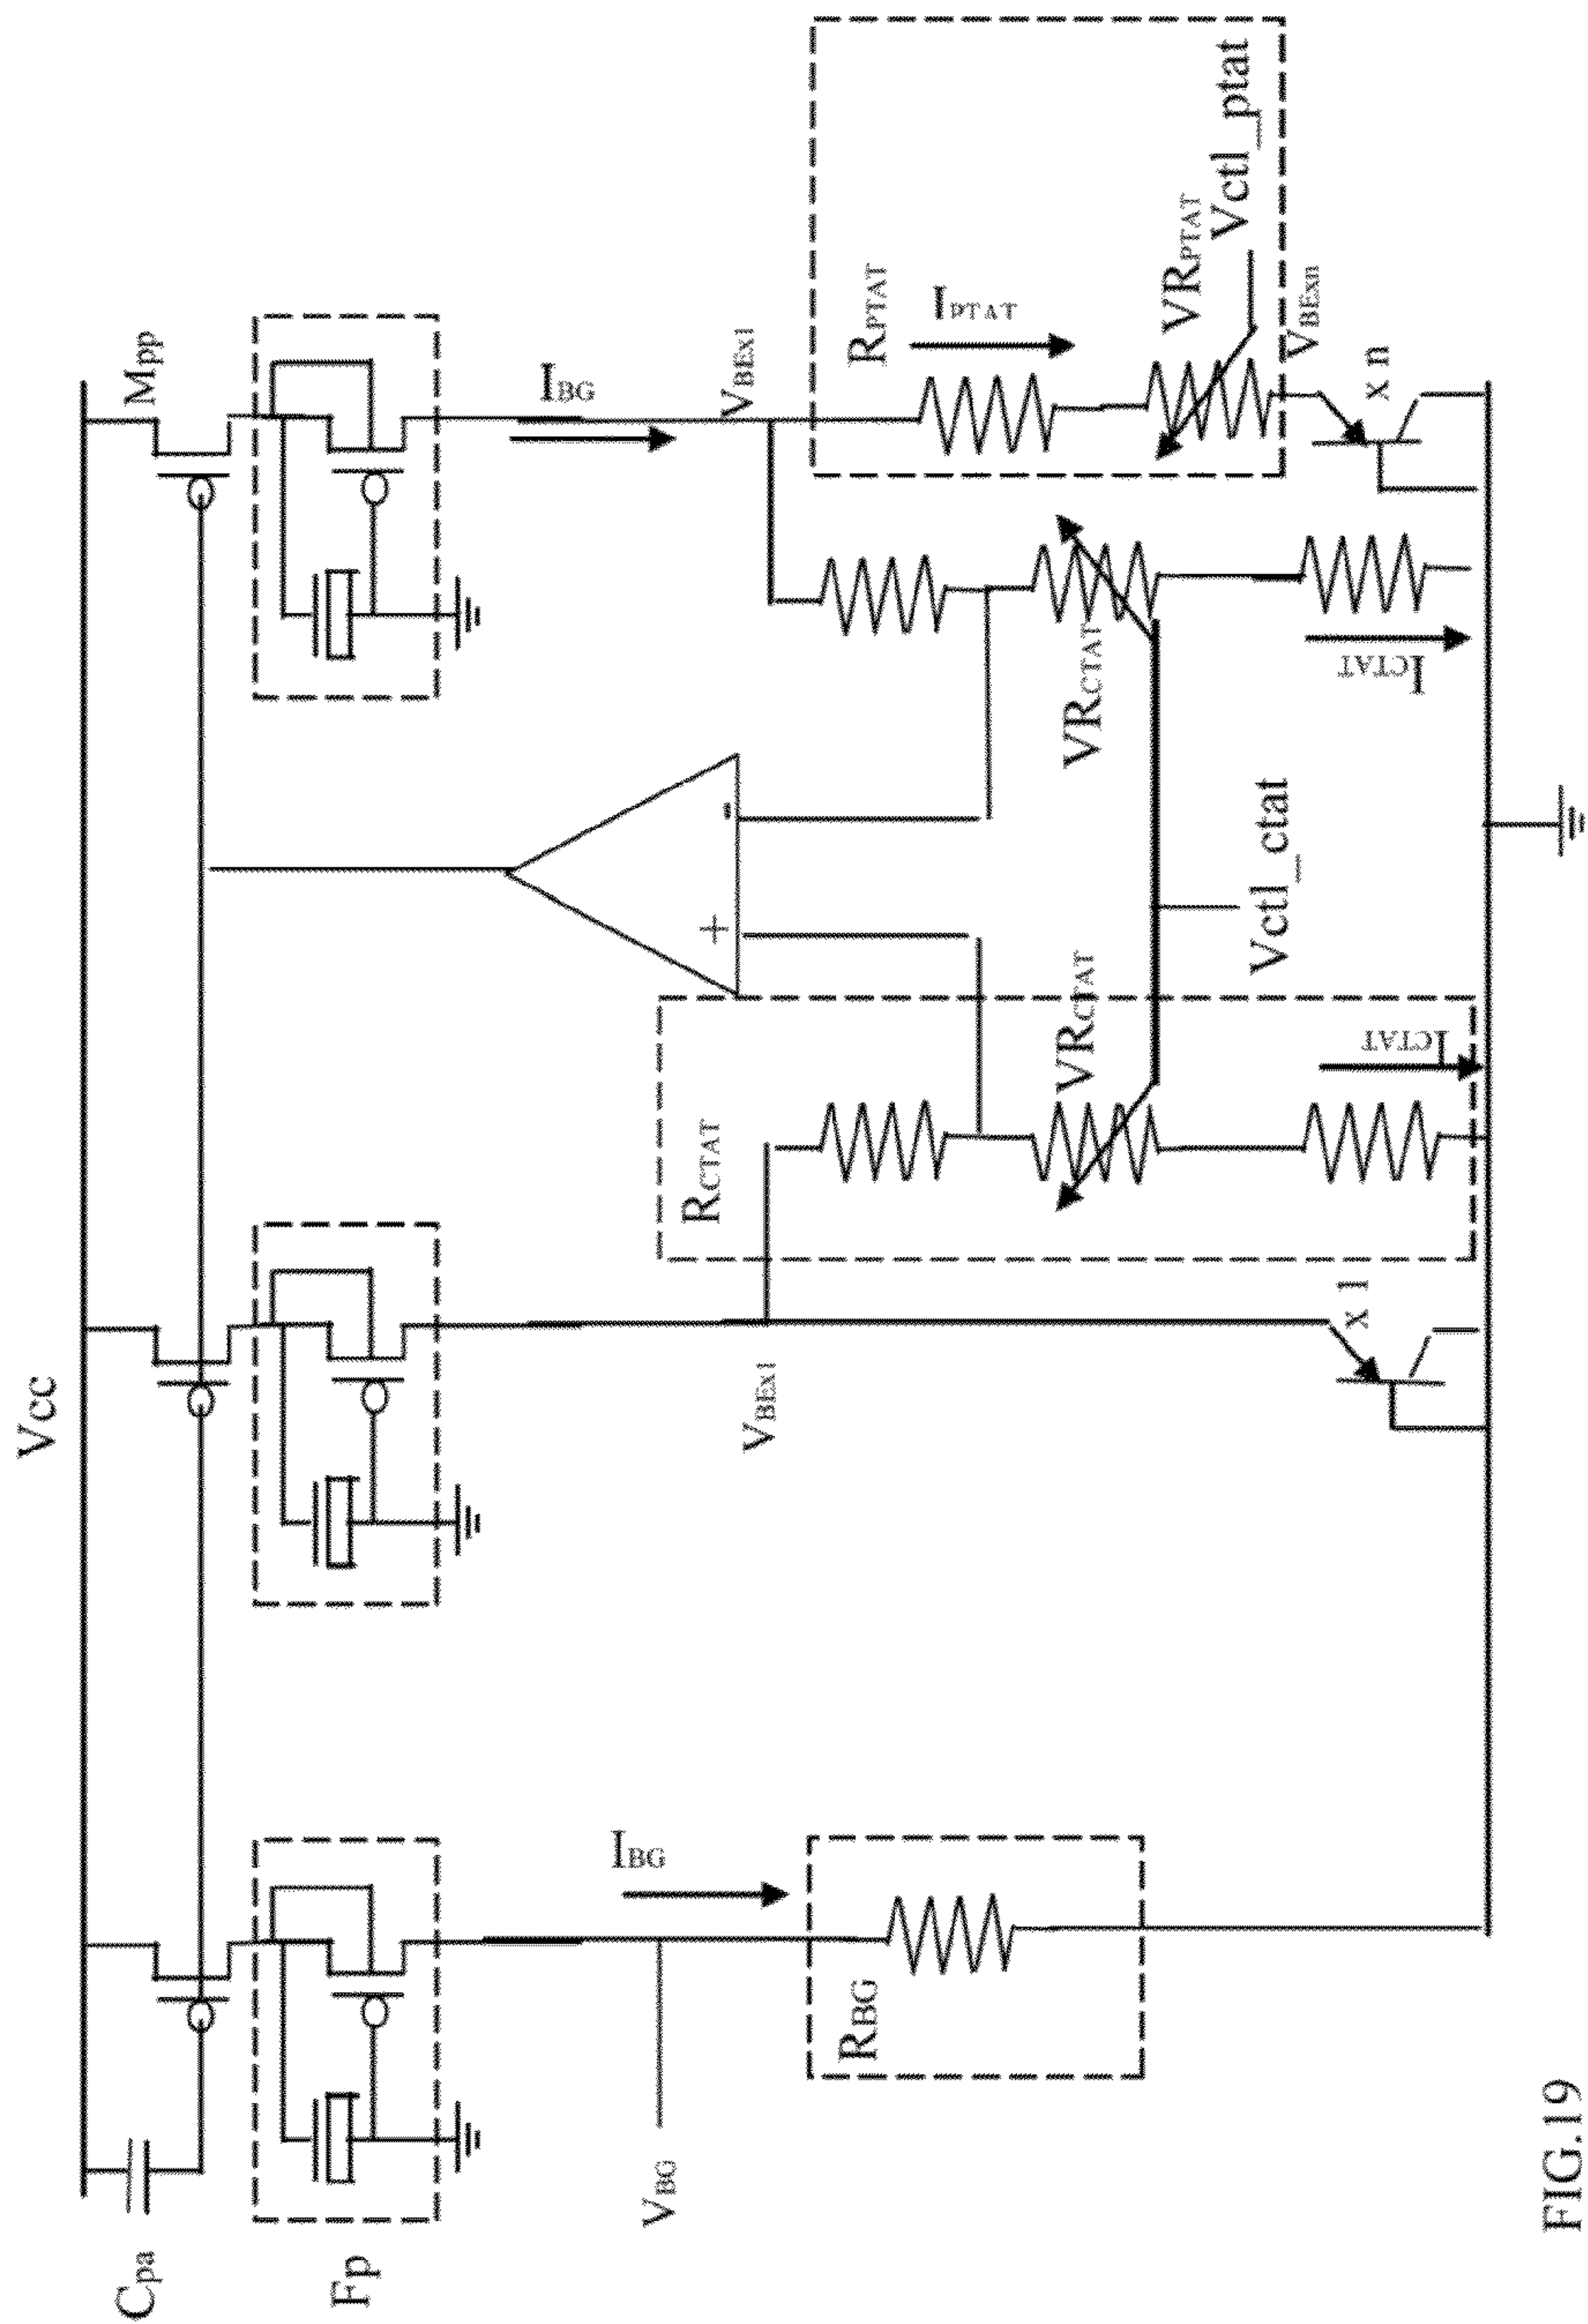 Vcc
Cpa
Mpp
Fp
IBG
IBG
VBG
RBG
VBEx1
VBEx1
+
-
RCTAT
VRCTAT
VRCTAT
RPTAT
IPTAT
VRPTAT
Vctl_ptat
VBExn
Vctl_ctat
ICTAT
ICTAT
x 1
x n
FIG.19